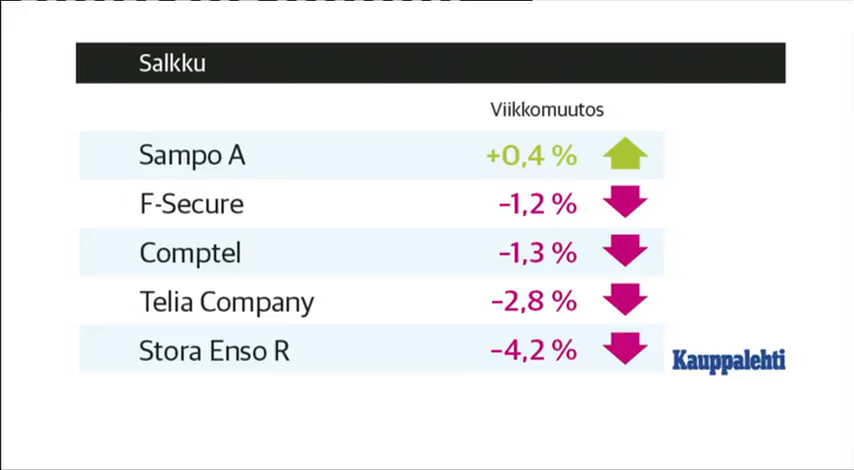 Salkku
Viikkomuutos
Sampo A +0,4 %
F-Secure -1,2 %
Comptel -1,3 %
Telia Company -2,8 %
Stora Enso R -4,2 %
Kauppalehti